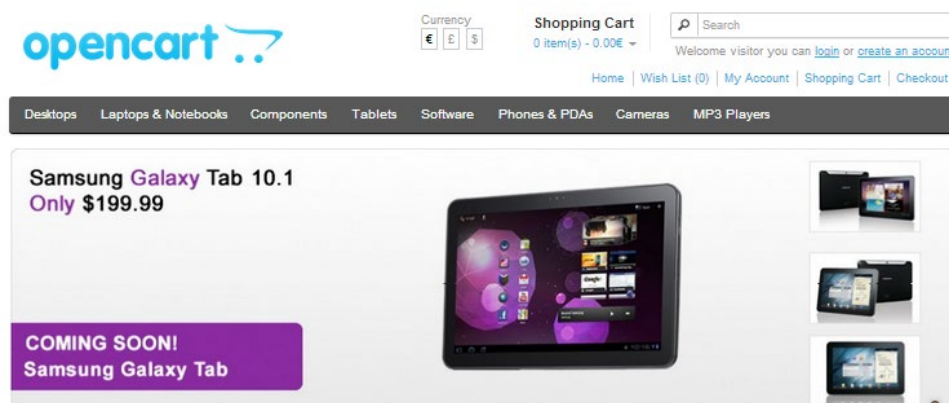 opencart
Currency
€ £ $
Shopping Cart
0 item(s) - 0.00€
Search
Welcome visitor you can login or create an accoun
Home Wish List (0) My Account Shopping Cart Checkout
Desktops Laptops & Notebooks Components Tablets Software Phones & PDAs Cameras MP3 Players
Samsung Galaxy Tab 10.1
Only $199.99
COMING SOON!
Samsung Galaxy Tab